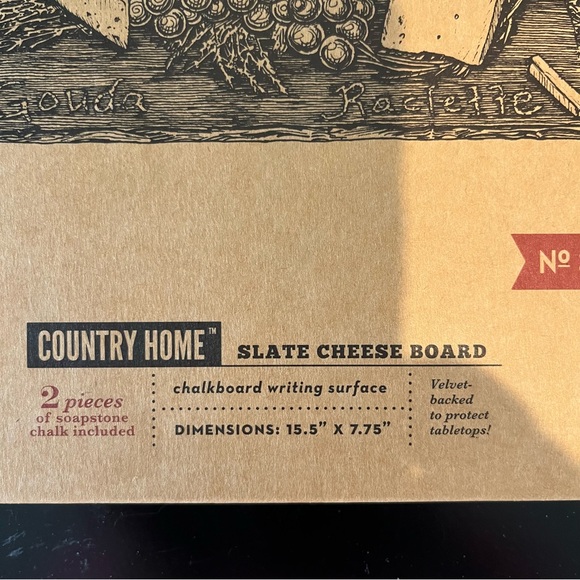 Gouda Raclette
Nº
COUNTRY HOME™ SLATE CHEESE BOARD
2 pieces
of soapstone
chalk included
chalkboard writing surface
DIMENSIONS: 15.5” X 7.75”
Velvet-
backed
to protect
tabletops!